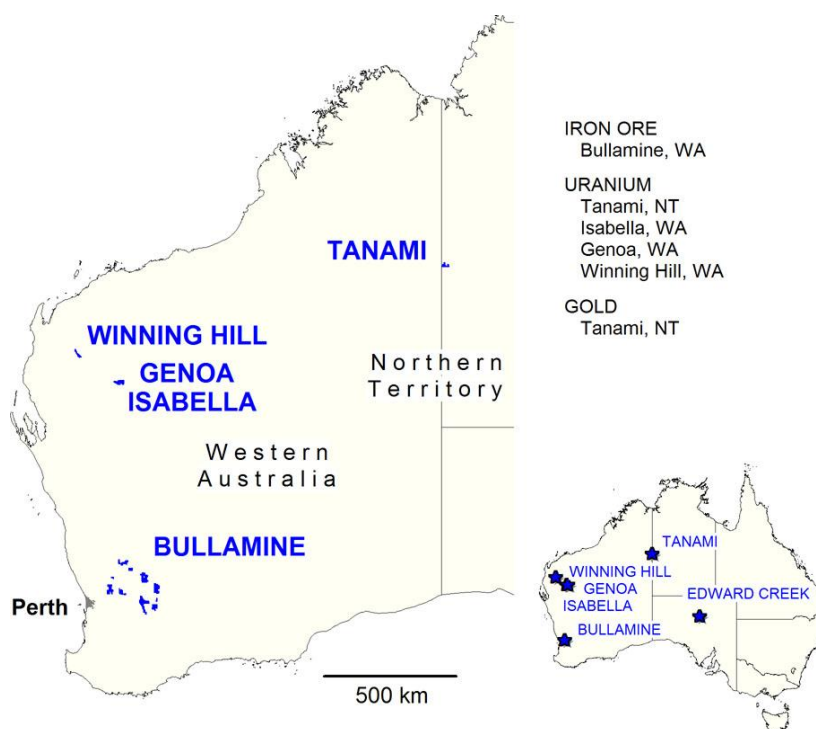 TANAMI
WINNING HILL
GENOA
ISABELLA
Northern
Territory
Western
Australia
BULLAMINE
Perth
500 km
IRON ORE
Bullamine, WA
URANIUM
Tanami, NT
Isabella, WA
Genoa, WA
Winning Hill, WA
GOLD
Tanami, NT
TANAMI
WINNING HILL
GENOA
ISABELLA
EDWARD CREEK
BULLAMINE